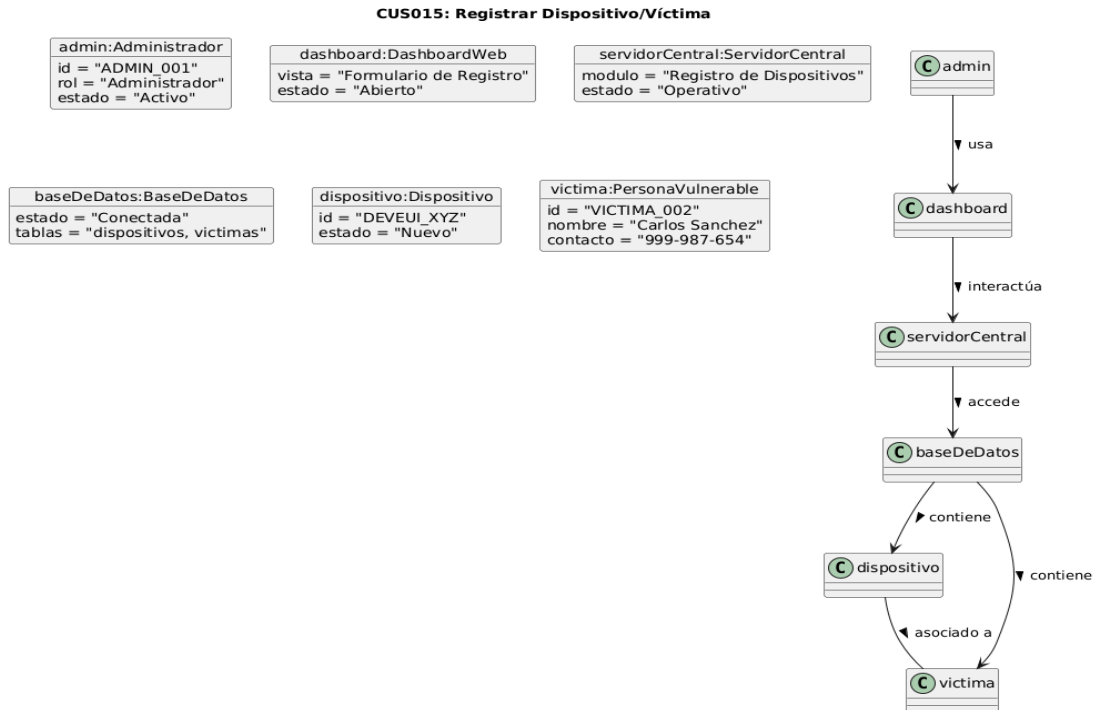 CUS015: Registrar Dispositivo/Víctima
admin:Administrador
id = "ADMIN_001"
rol = "Administrador"
estado = "Activo"
dashboard:DashboardWeb
vista = "Formulario de Registro"
estado = "Abierto"
servidorCentral:ServidorCentral
modulo = "Registro de Dispositivos"
estado = "Operativo"
C admin
usa
baseDeDatos:BaseDeDatos
estado = "Conectada"
tablas = "dispositivos, victimas"
dispositivo:Dispositivo
id = "DEVEUI_XYZ"
estado = "Nuevo"
victima:PersonaVulnerable
id = "VICTIMA_002"
nombre = "Carlos Sanchez"
contacto = "999-987-654"
C dashboard
interactúa
C servidorCentral
accede
C baseDeDatos
contiene
C dispositivo
contiene
asociado a
C victima